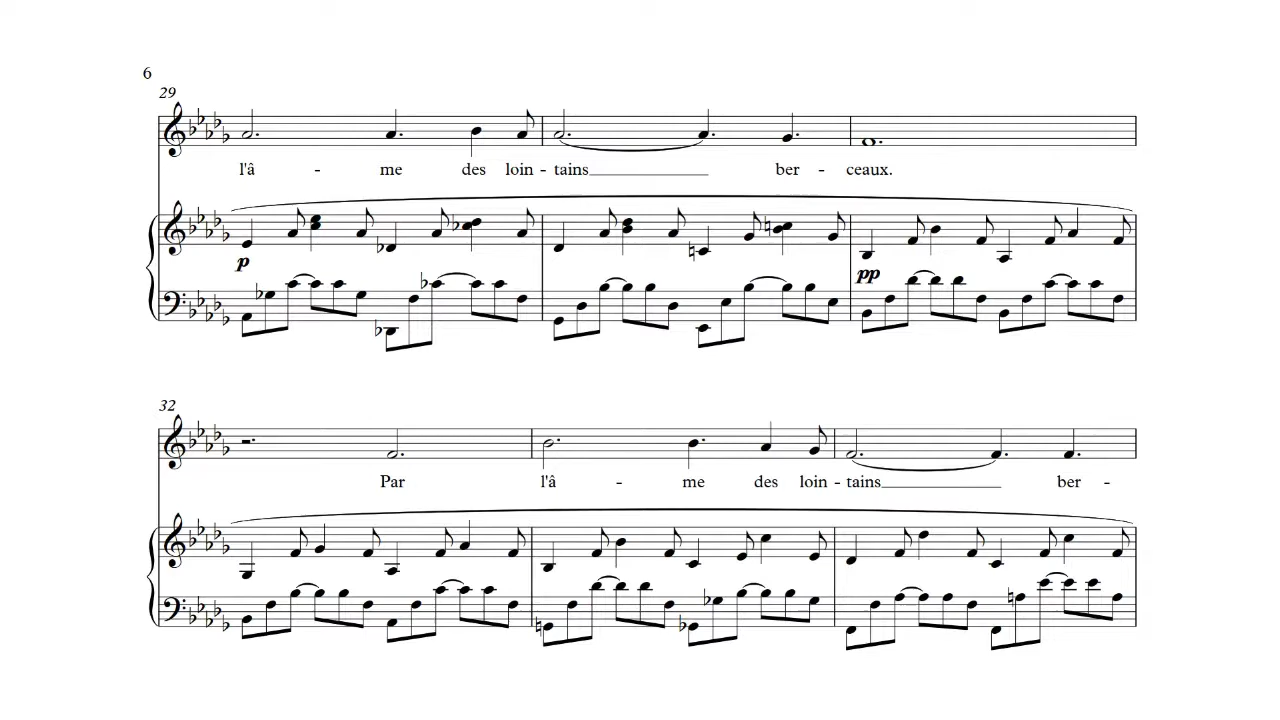 6
29
l'â - me des loin - tains ber - ceaux.
p pp
32
Par l'â - me des loin - tains ber -